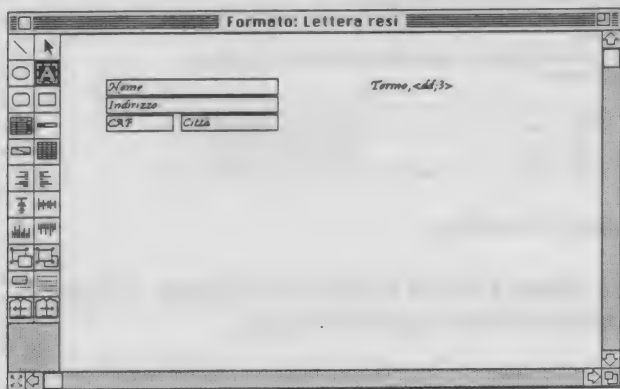 Formato: Lettera resi
A
Nome
Torino, <dd;3>
Indirizzo
CAP
Città